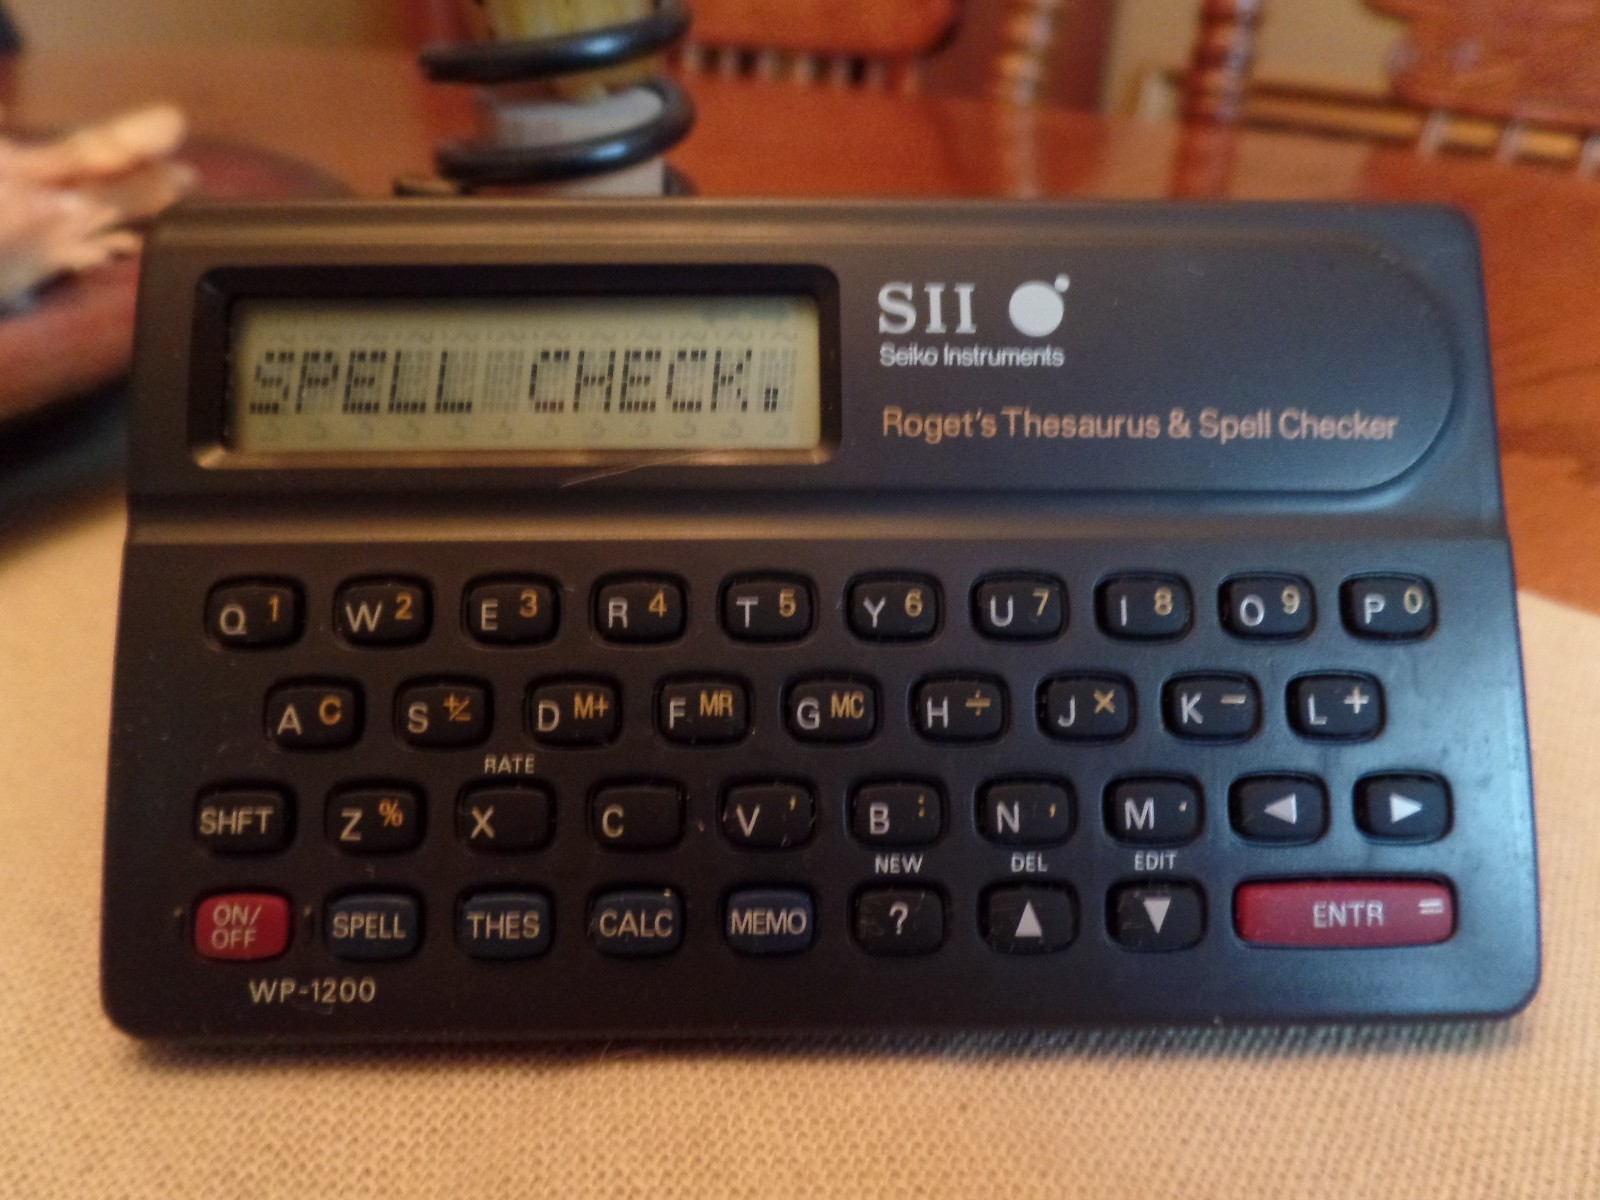 SII
Seiko Instruments
SPELL CHECK.
Roget's Thesaurus & Spell Checker
Q 1 W 2 E 3 R 4 T 5 Y 6 U 7 I 8 O 9 P 0
A C S +/− D M+ F MR G MC H ÷ J × K − L +
RATE
SHFT Z % X C V ' B : N , M . ◀ ▶
NEW DEL EDIT
ON/OFF SPELL THES CALC MEMO ? ▲ ▼ ENTR =
WP-1200